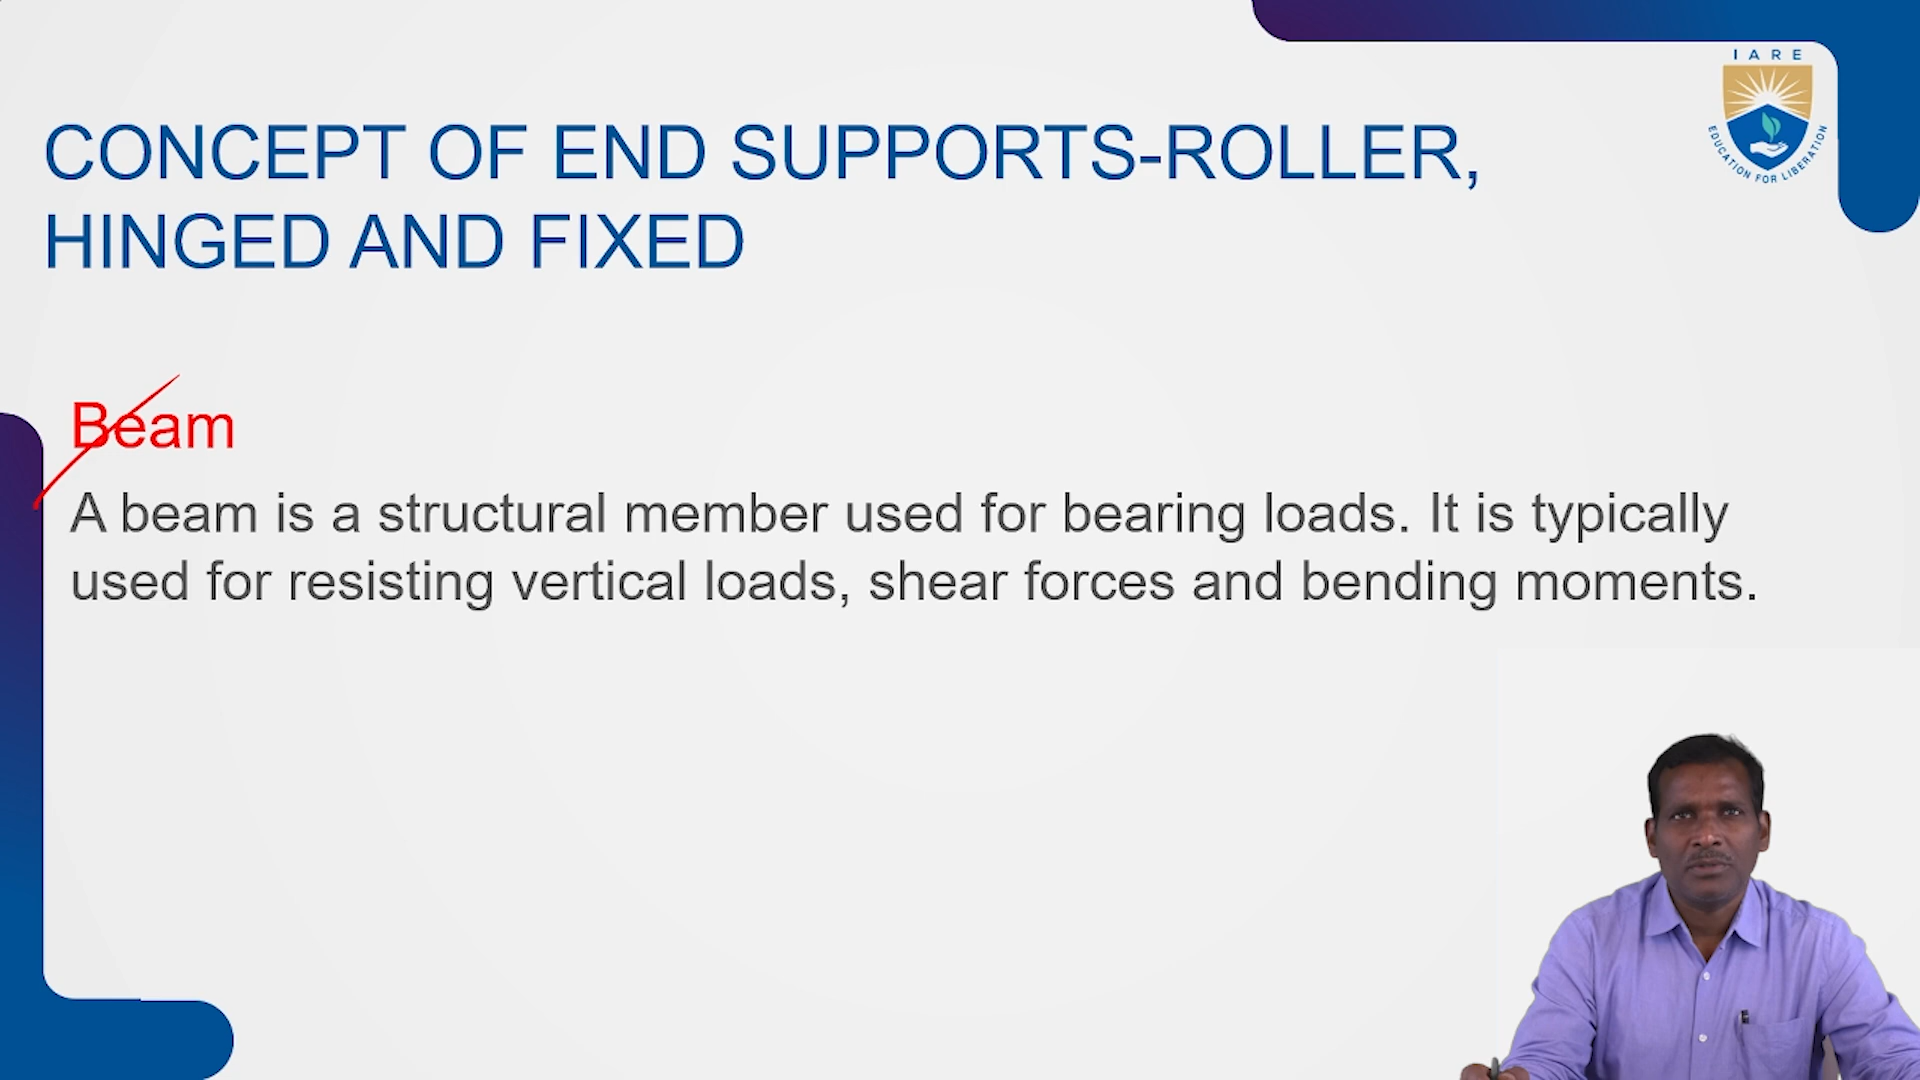 IARE
EDUCATION FOR LIBERATION
CONCEPT OF END SUPPORTS-ROLLER,
HINGED AND FIXED
Beam
A beam is a structural member used for bearing loads. It is typically
used for resisting vertical loads, shear forces and bending moments.